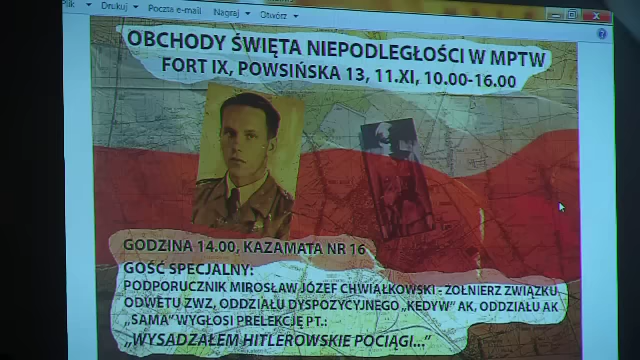 Plik Drukuj Poczta e-mail Nagraj Otwórz
OBCHODY ŚWIĘTA NIEPODLEGŁOŚCI W MPTW
FORT IX, POWSIŃSKA 13, 11.XI, 10.00-16.00
GODZINA 14.00, KAZAMATA NR 16
GOŚĆ SPECJALNY:
PODPORUCZNIK MIROSŁAW JÓZEF CHWIAŁKOWSKI - ŻOŁNIERZ ZWIĄZKU
ODWETU ZWZ, ODDZIAŁU DYSPOZYCYJNEGO „KEDYW" AK, ODDZIAŁU AK
„SAMA" WYGŁOSI PRELEKCJĘ PT.:
„WYSADZAŁEM HITLEROWSKIE POCIĄGI..."